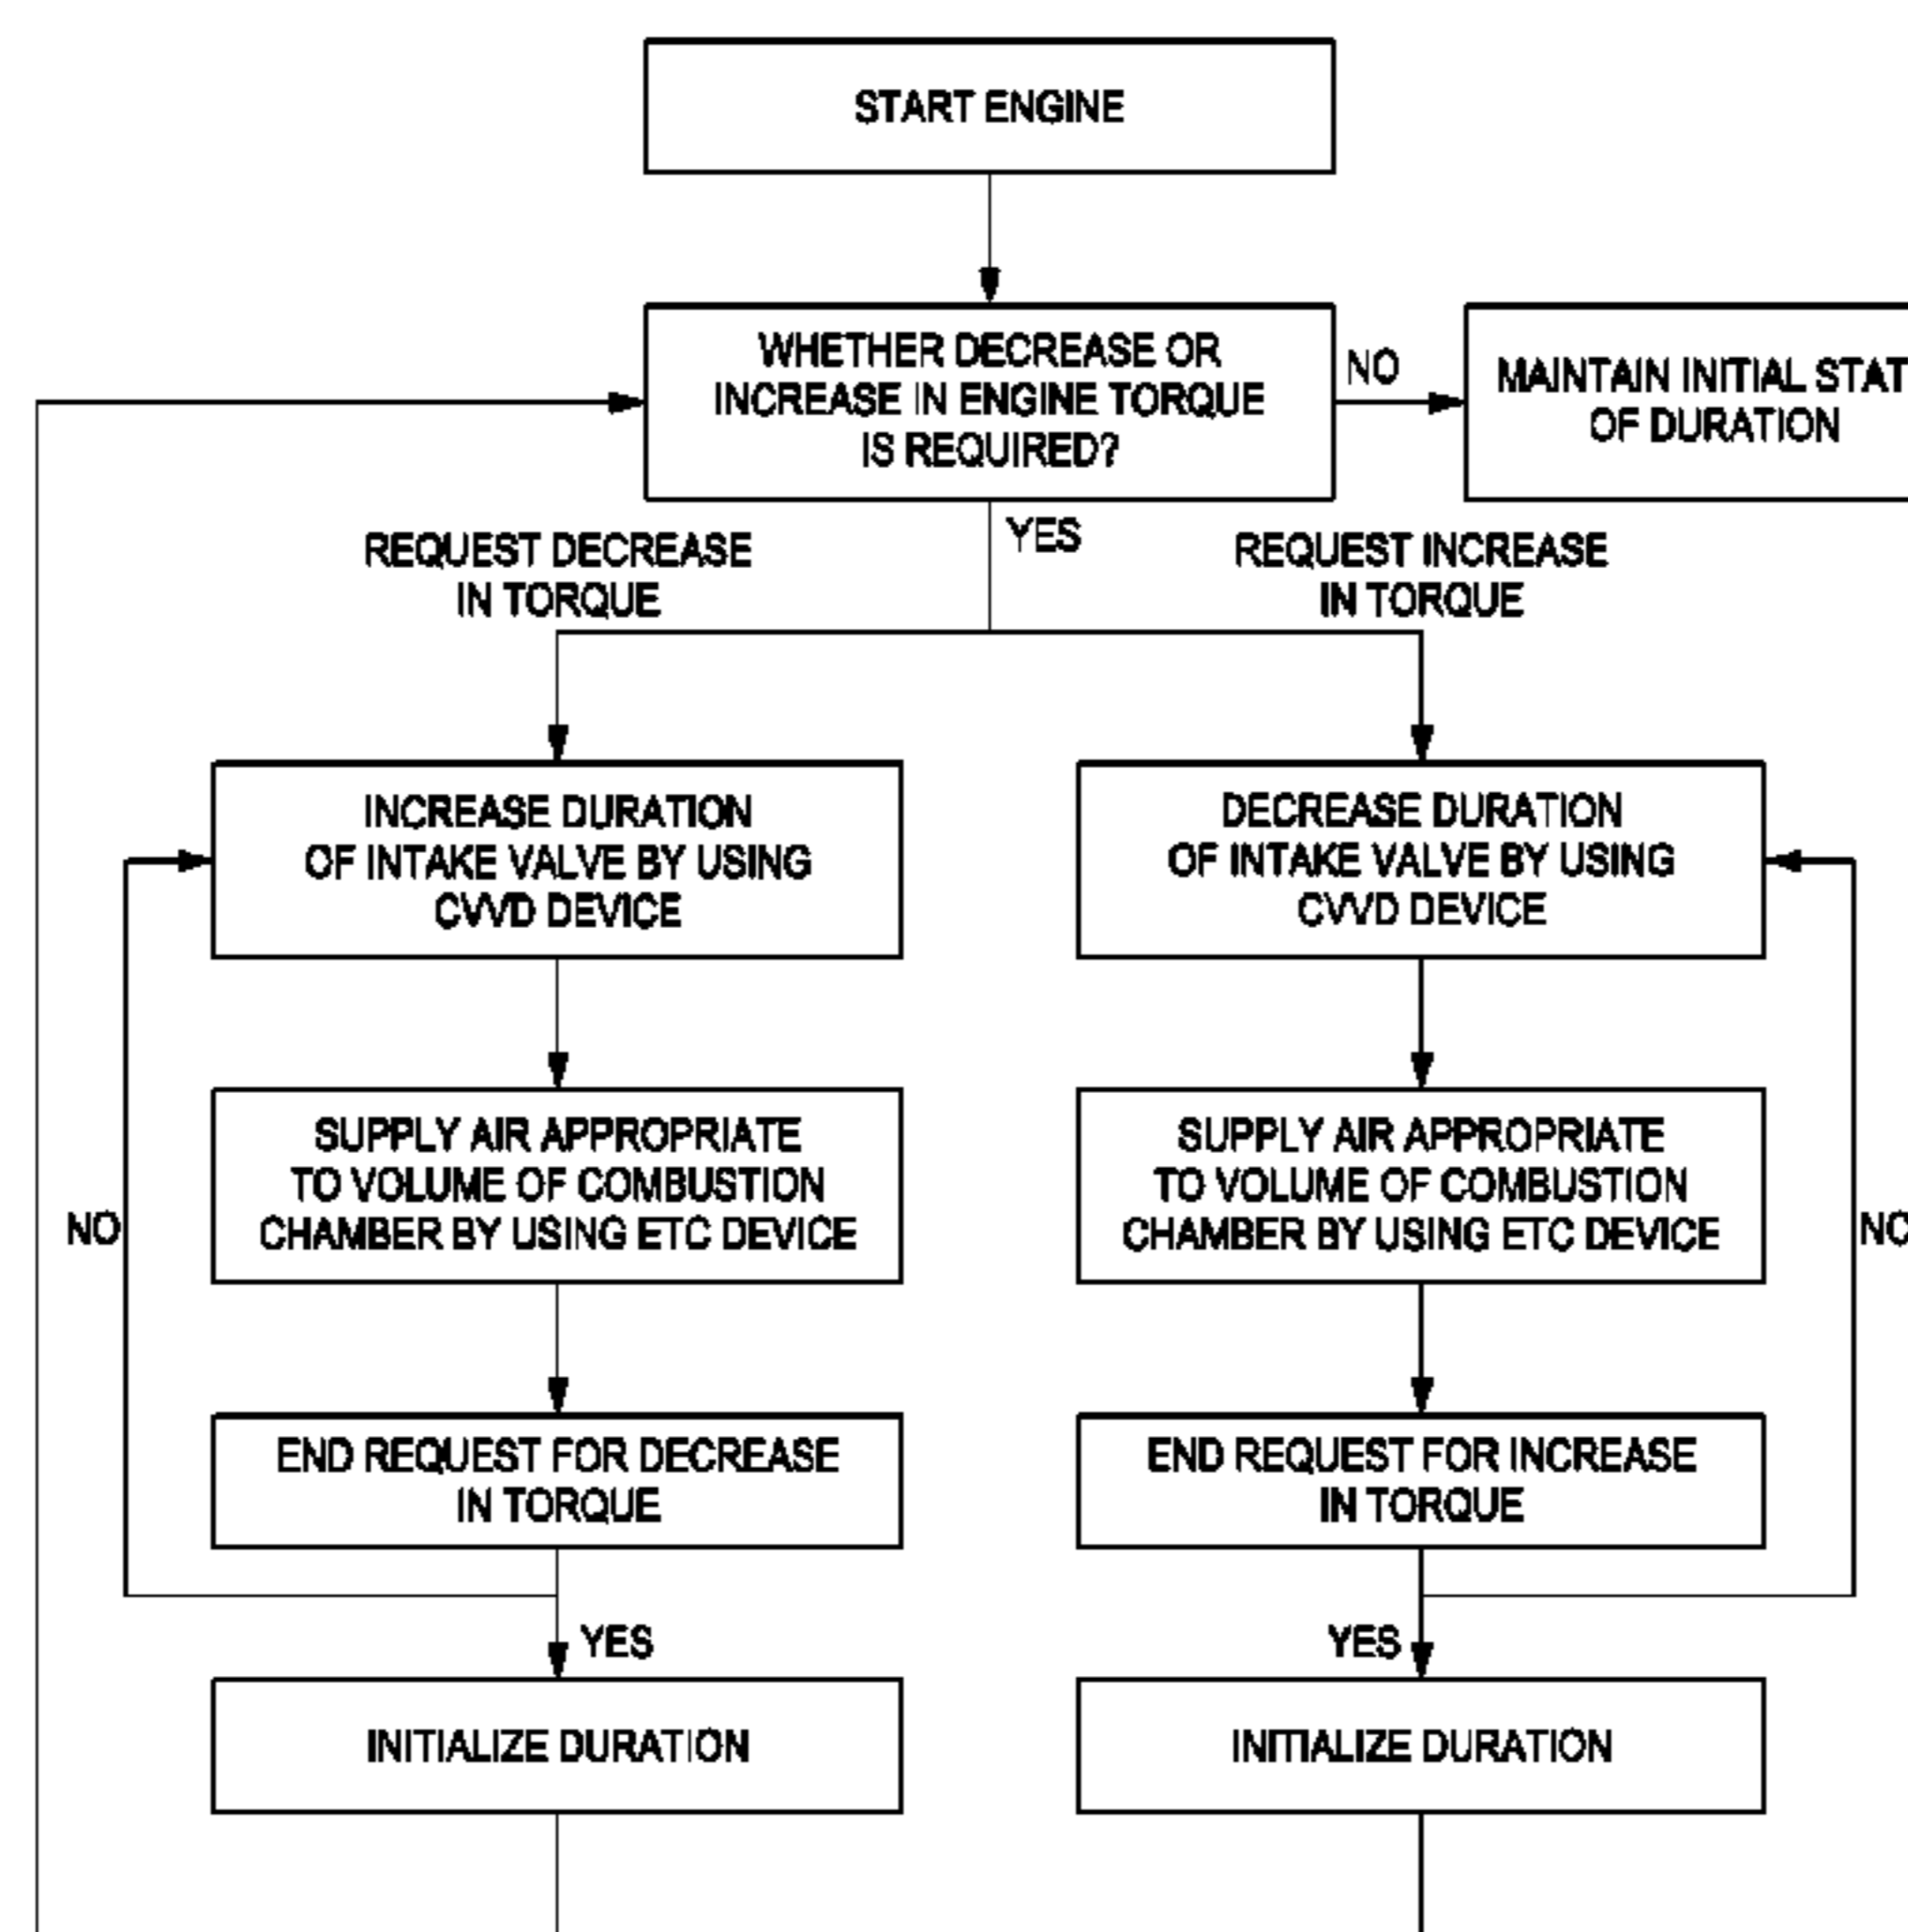 START ENGINE
WHETHER DECREASE OR
INCREASE IN ENGINE TORQUE
IS REQUIRED?
NO
MAINTAIN INITIAL STAT
OF DURATION
YES
REQUEST DECREASE
IN TORQUE
REQUEST INCREASE
IN TORQUE
INCREASE DURATION
OF INTAKE VALVE BY USING
CVVD DEVICE
DECREASE DURATION
OF INTAKE VALVE BY USING
CVVD DEVICE
SUPPLY AIR APPROPRIATE
TO VOLUME OF COMBUSTION
CHAMBER BY USING ETC DEVICE
SUPPLY AIR APPROPRIATE
TO VOLUME OF COMBUSTION
CHAMBER BY USING ETC DEVICE
NO
NO
END REQUEST FOR DECREASE
IN TORQUE
END REQUEST FOR INCREASE
IN TORQUE
YES
YES
INITIALIZE DURATION
INITIALIZE DURATION